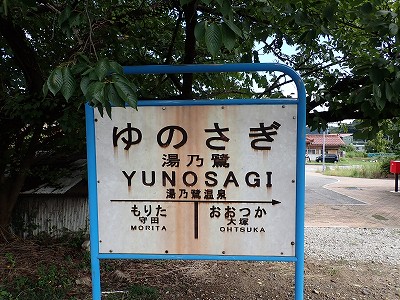 ゆのさぎ
湯乃鷺
YUNOSAGI
湯乃鷺温泉
もりた おおつか
守田 大塚
MORITA OHTSUKA